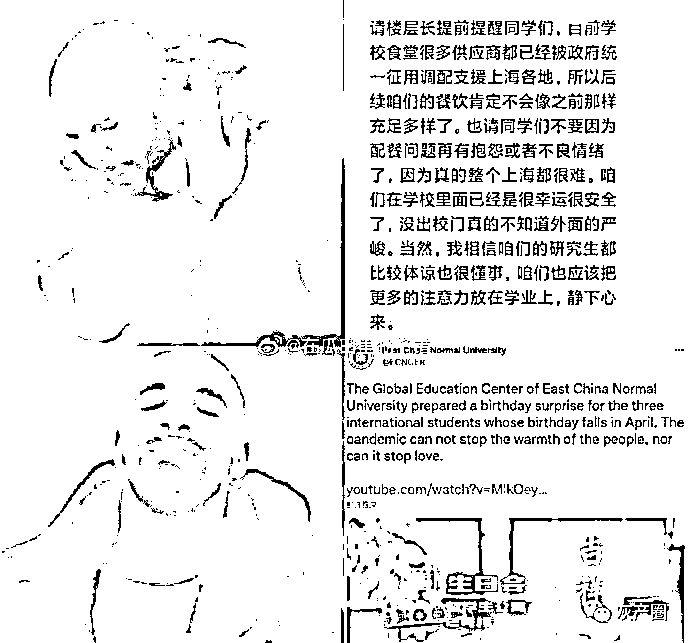 请楼层长提前提醒同学们，目前学
校食堂很多供应商都已经被政府统
一征用调配支援上海各地，所以后
续咱们的餐饮肯定不会像之前那样
充足多样了。也请同学们不要因为
配餐问题再有抱怨或者不良情绪
了，因为真的整个上海都很难。咱
们在学校里面已经是很幸运很安全
了，没出校门真的不知道外面的严
峻。当然，我相信咱们的研究生都
比较体谅也很懂事，咱们也应该把
更多的注意力放在学业上，静下心
来。
East China Normal University
The Global Education Center of East China Normal
University prepared a birthday surprise for the three
international students whose birthday falls in April. The
pandemic can not stop the warmth of the people, nor
can it stop love.
youtube.com/watch?v=M!kOey...
生日会
灰产圈